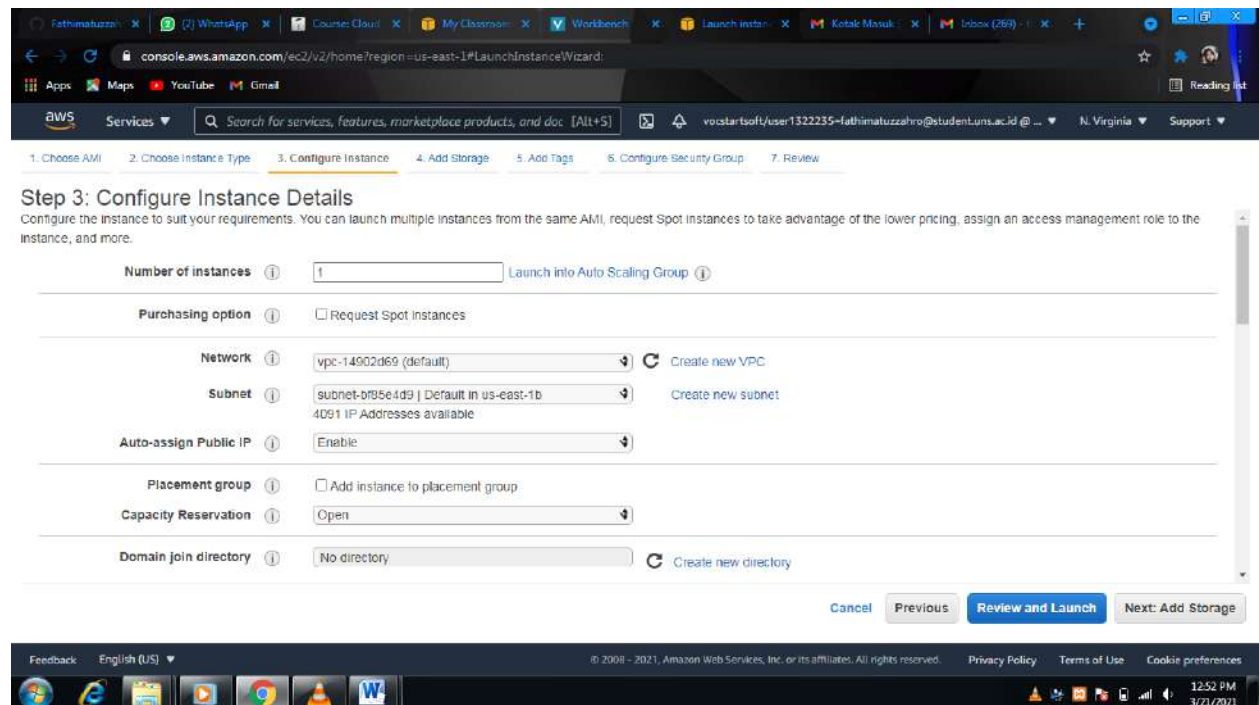 Fathimatuzzah
(2) WhatsApp
Course: Cloud
My Classroom
Workbench
Launch instan
Kotak Masuk
Inbox (269)
console.aws.amazon.com/ec2/v2/home?region=us-east-1#LaunchInstanceWizard:
Apps Maps YouTube Gmail Reading list
aws Services Search for services, features, marketplace products, and doc [Alt+S] vocstartsoft/user1322235=fathimatuzzahro@student.uns.ac.id @ ... N. Virginia Support
1. Choose AMI 2. Choose Instance Type 3. Configure Instance 4. Add Storage 5. Add Tags 6. Configure Security Group 7. Review
Step 3: Configure Instance Details
Configure the instance to suit your requirements. You can launch multiple instances from the same AMI, request Spot instances to take advantage of the lower pricing, assign an access management role to the
instance, and more.
Number of instances 1 Launch into Auto Scaling Group
Purchasing option Request Spot instances
Network vpc-14902d69 (default) Create new VPC
Subnet subnet-bf85e4d9 | Default in us-east-1b Create new subnet
4091 IP Addresses available
Auto-assign Public IP Enable
Placement group Add instance to placement group
Capacity Reservation Open
Domain join directory No directory Create new directory
Cancel Previous Review and Launch Next: Add Storage
Feedback English (US) © 2008 - 2021, Amazon Web Services, Inc. or its affiliates. All rights reserved. Privacy Policy Terms of Use Cookie preferences
12:52 PM
3/21/2021